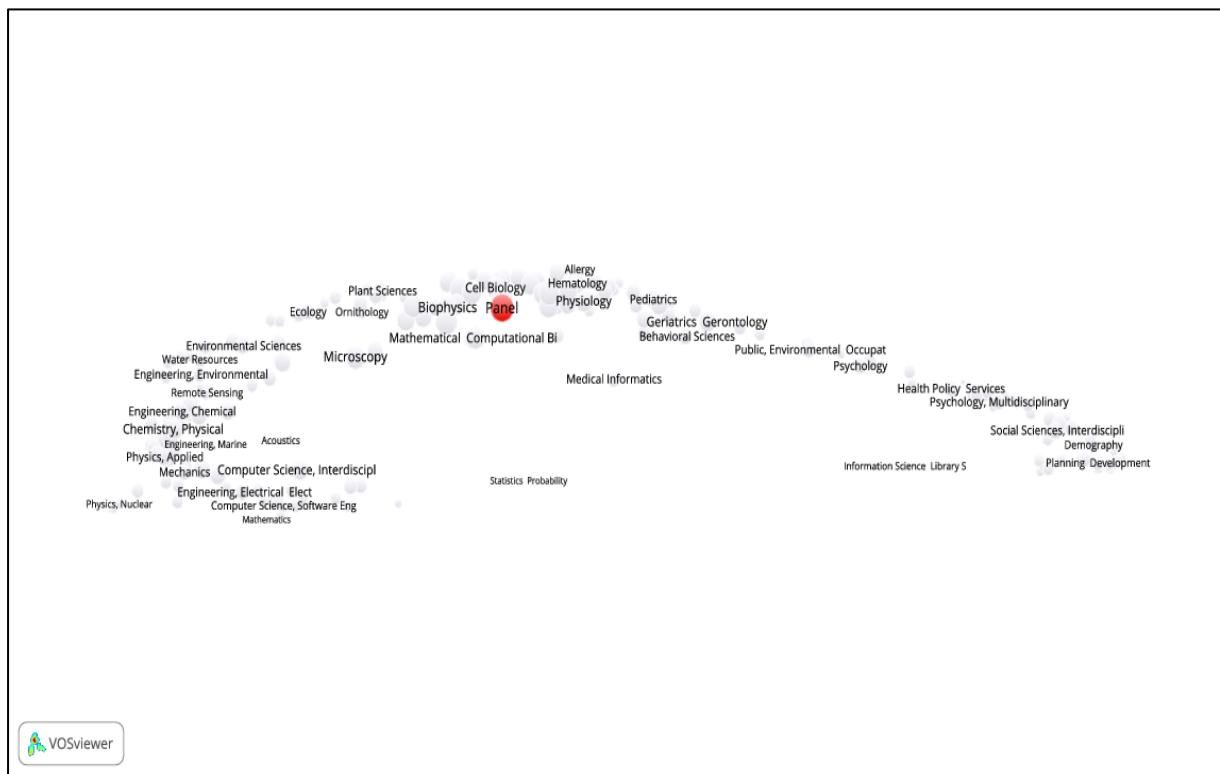 Allergy
Cell Biology
Hematology
Plant Sciences
Pediatrics
Physiology
Biophysics
Panel
Ecology
Ornithology
Geriatrics Gerontology
Mathematical Computational Bi
Behavioral Sciences
Environmental Sciences
Public, Environmental Occupat
Microscopy
Water Resources
Psychology
Engineering, Environmental
Medical Informatics
Health Policy Services
Remote Sensing
Psychology, Multidisciplinary
Engineering, Chemical
Chemistry, Physical
Social Sciences, Interdiscipli
Acoustics
Engineering, Marine
Demography
Physics, Applied
Planning Development
Information Science Library S
Mechanics
Computer Science, Interdiscipl
Statistics Probability
Engineering, Electrical Elect
Physics, Nuclear
Computer Science, Software Eng
Mathematics
VOSviewer